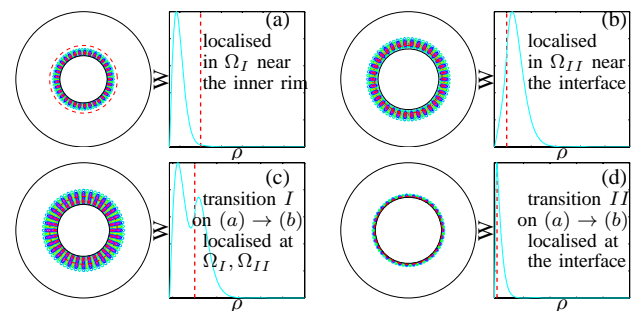 (a)
localised
in Ω_I near
the inner rim
W
ρ
(b)
localised
in Ω_II near
the interface
W
ρ
(c)
transition I
on (a) → (b)
localised at
Ω_I, Ω_II
W
ρ
(d)
transition II
on (a) → (b)
localised at
the interface
W
ρ